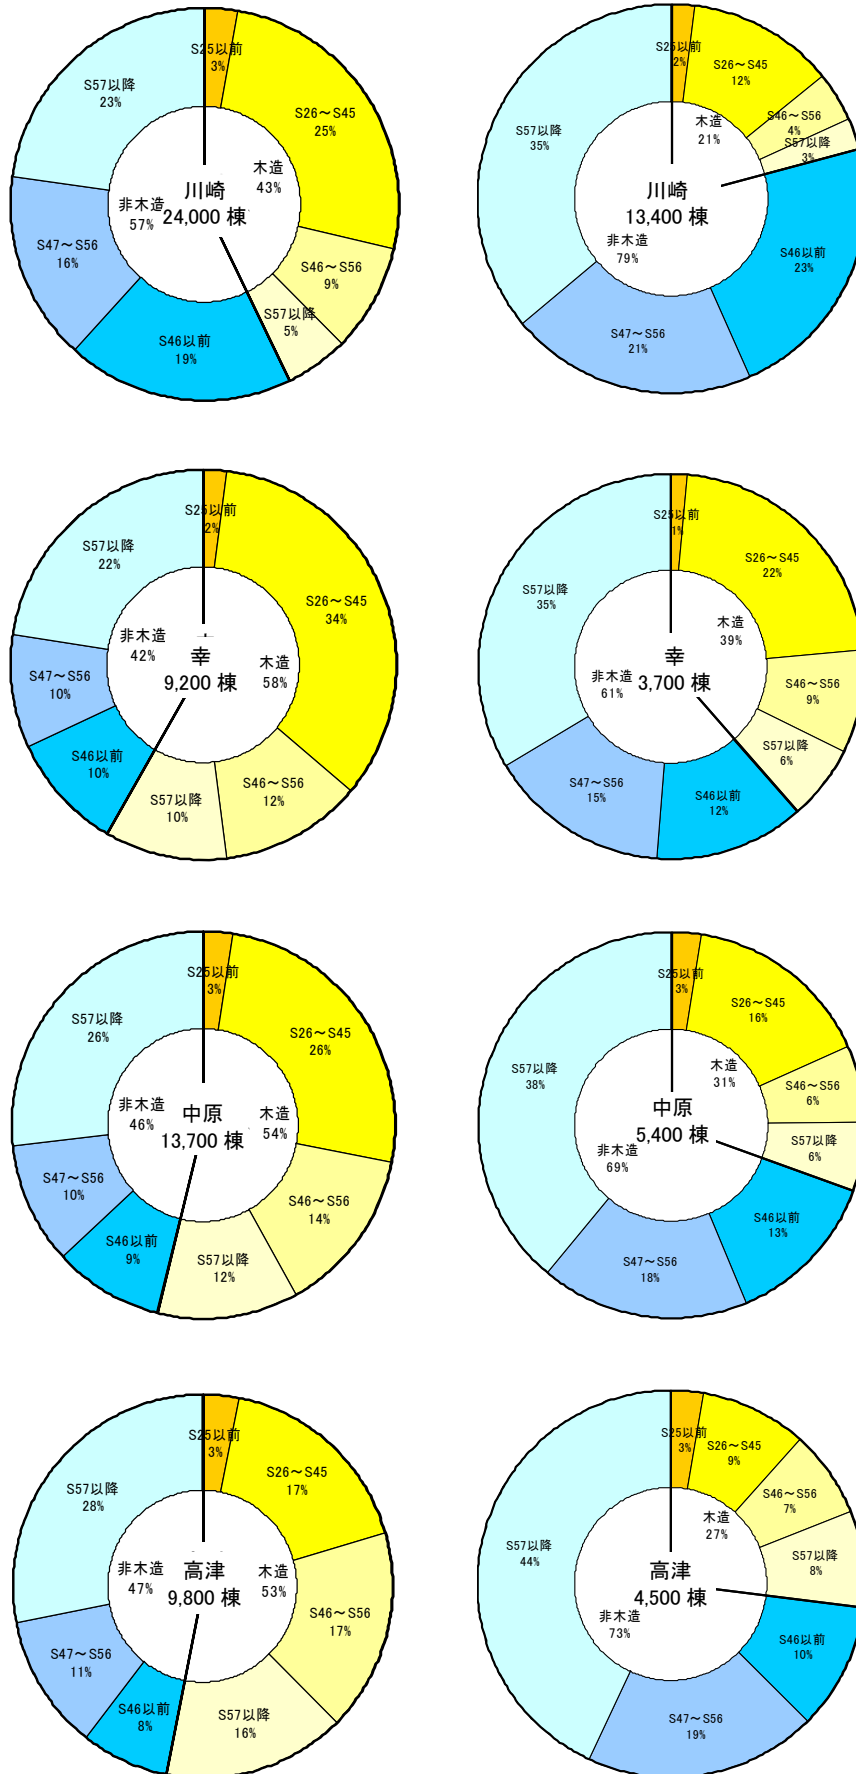 S25以前
3%
S26～S45
25%
S46～S56
9%
S57以降
5%
S46以前
19%
S47～S56
16%
S57以降
23%
木造
43%
非木造
57%
川崎
24,000 棟
S25以前
2%
S26～S45
12%
S46～S56
4%
S57以降
3%
S46以前
23%
S47～S56
21%
S57以降
35%
木造
21%
非木造
79%
川崎
13,400 棟
S25以前
2%
S26～S45
34%
S46～S56
12%
S57以降
10%
S46以前
10%
S47～S56
10%
S57以降
22%
木造
58%
非木造
42%
幸
9,200 棟
S25以前
1%
S26～S45
22%
S46～S56
9%
S57以降
6%
S46以前
12%
S47～S56
15%
S57以降
35%
木造
39%
非木造
61%
幸
3,700 棟
S25以前
3%
S26～S45
26%
S46～S56
14%
S57以降
12%
S46以前
9%
S47～S56
10%
S57以降
26%
木造
54%
非木造
46%
中原
13,700 棟
S25以前
3%
S26～S45
16%
S46～S56
6%
S57以降
6%
S46以前
13%
S47～S56
18%
S57以降
38%
木造
31%
非木造
69%
中原
5,400 棟
S25以前
3%
S26～S45
17%
S46～S56
17%
S57以降
16%
S46以前
8%
S47～S56
11%
S57以降
28%
木造
53%
非木造
47%
高津
9,800 棟
S25以前
3%
S26～S45
9%
S46～S56
7%
S57以降
8%
S46以前
10%
S47～S56
19%
S57以降
44%
木造
27%
非木造
73%
高津
4,500 棟